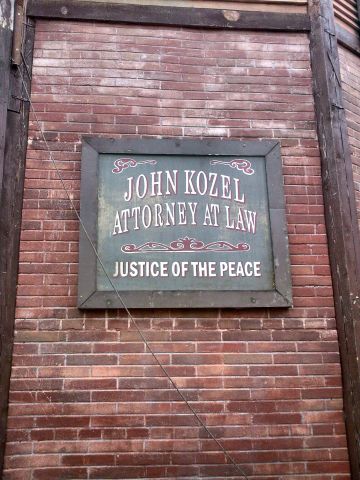 JOHN KOZEL
ATTORNEY AT LAW
JUSTICE OF THE PEACE